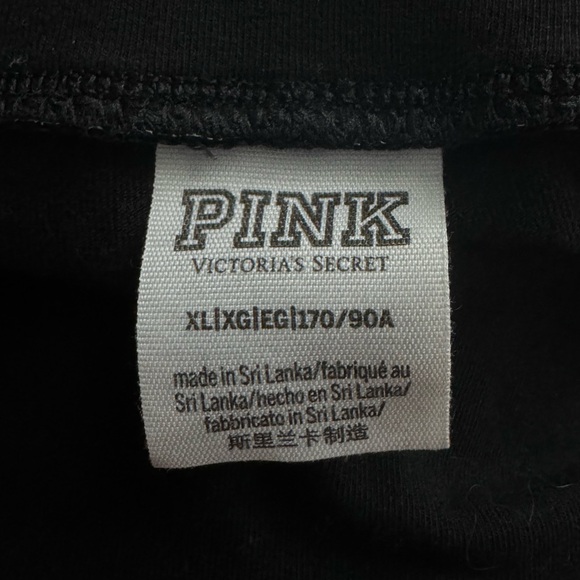 PINK
VICTORIA'S SECRET
XL|XG|EG|170/90A
made in Sri Lanka/fabriqué au
Sri Lanka/hecho en Sri Lanka/
fabbricato in Sri Lanka/
斯里兰卡制造